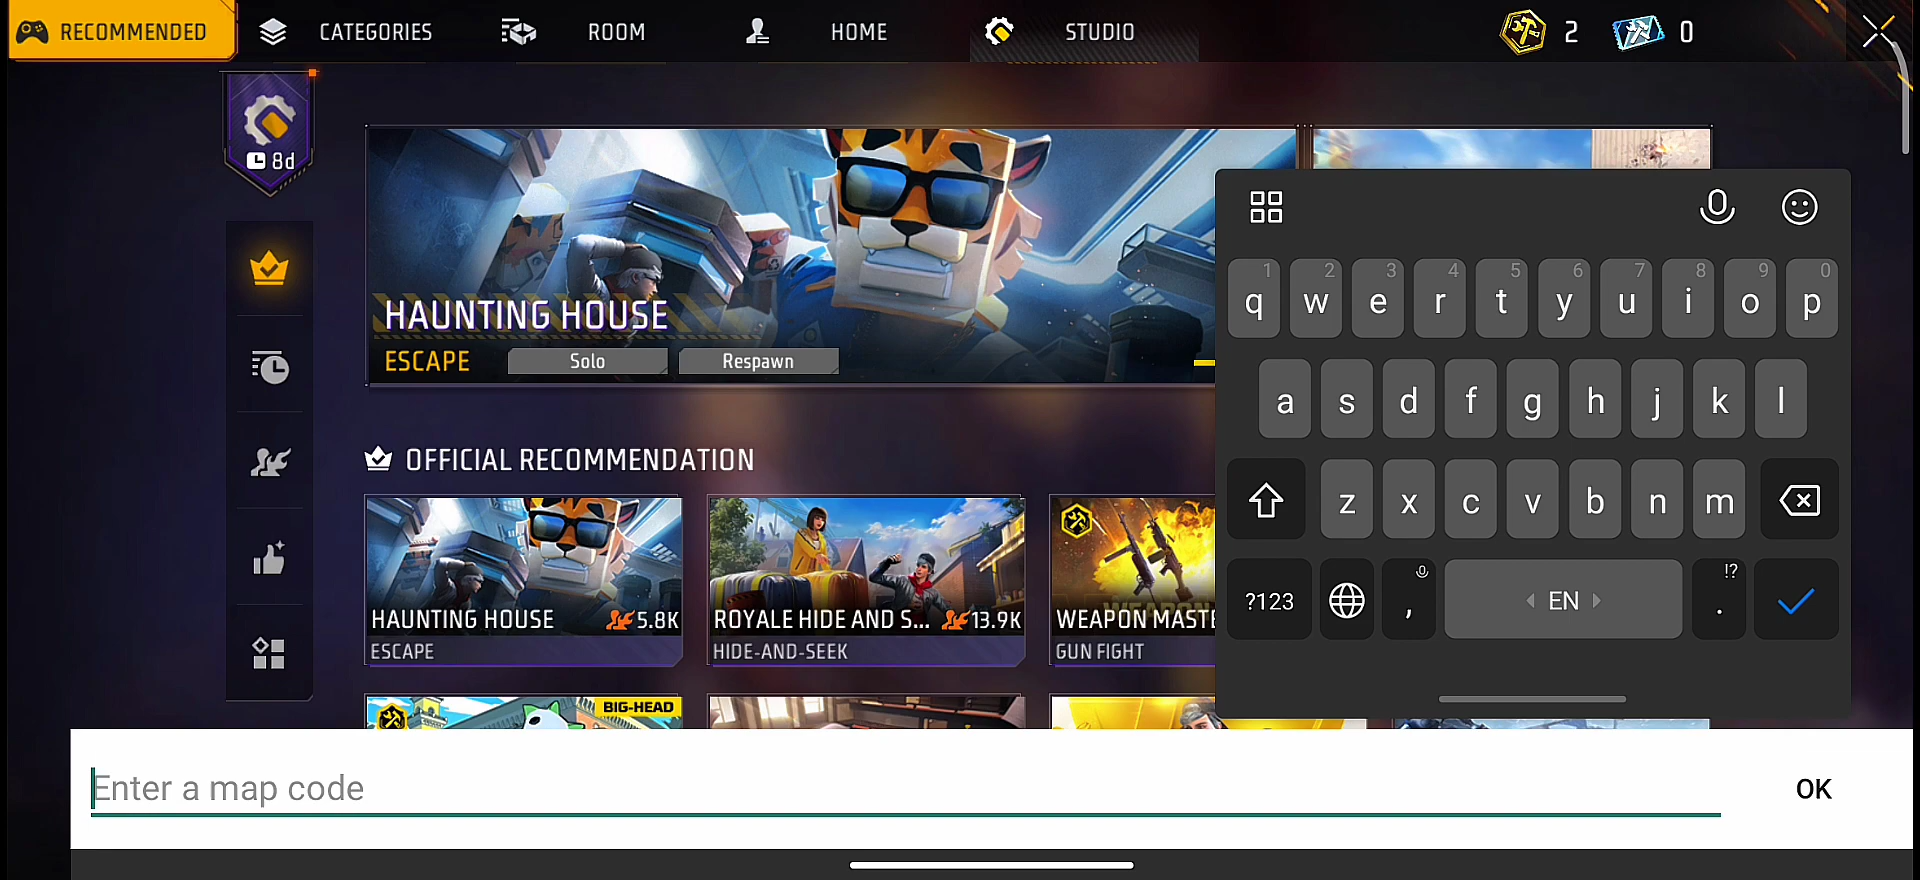 RECOMMENDED
CATEGORIES
ROOM
HOME
STUDIO
2
0
8d
HAUNTING HOUSE
ESCAPE
Solo
Respawn
OFFICIAL RECOMMENDATION
HAUNTING HOUSE
5.8K
ESCAPE
ROYALE HIDE AND S...
13.9K
HIDE-AND-SEEK
WEAPON MASTE
GUN FIGHT
BIG-HEAD
1 2 3 4 5 6 7 8 9 0
q w e r t y u i o p
a s d f g h j k l
z x c v b n m
?123 , EN !? .
Enter a map code
OK